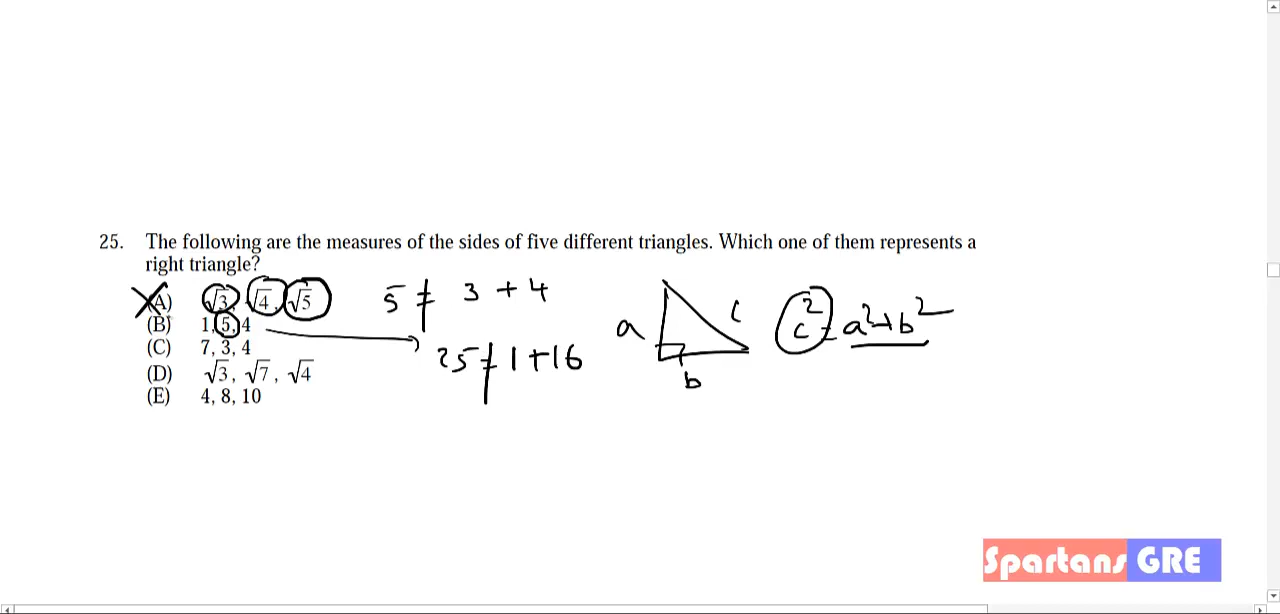 25. The following are the measures of the sides of five different triangles. Which one of them represents a
right triangle?
(A) √3, √4, √5
(B) 1, 5, 4
(C) 7, 3, 4
(D) √3, √7, √4
(E) 4, 8, 10
5 ≠ 3 + 4
25 ≠ 1 + 16
a
c
b
c² = a² + b²
Spartans GRE